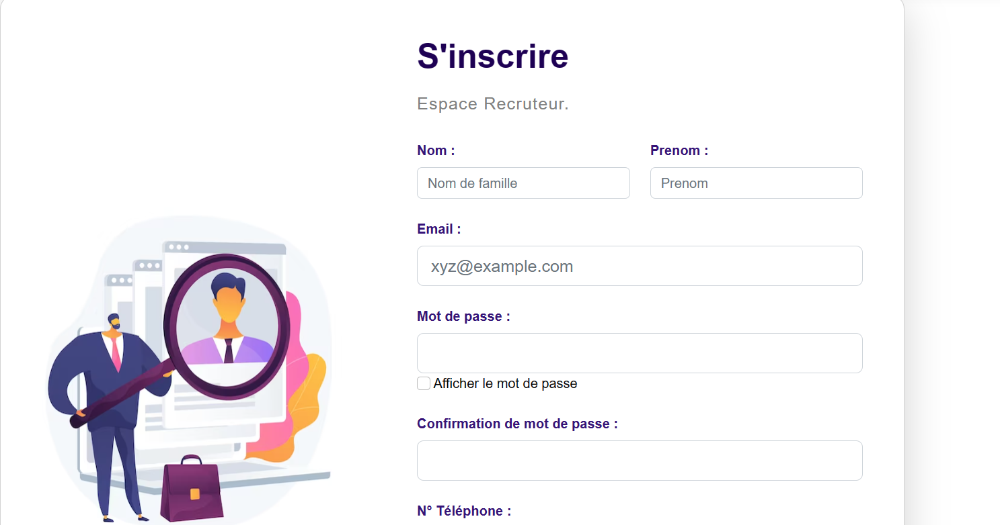 S'inscrire
Espace Recruteur.
Nom : Prenom :
Nom de famille Prenom
Email :
xyz@example.com
Mot de passe :
Afficher le mot de passe
Confirmation de mot de passe :
N° Téléphone :